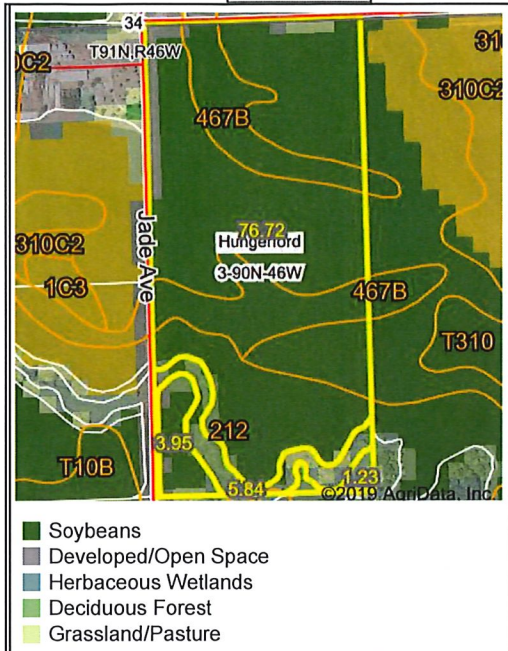 34
T91N R46W
0C2
31
310C2
467B
76.72
Hungerford
3-90N-46W
Jade Ave
310C2
1C3
467B
T310
212
3.95
T10B
5.84
1.23
©2019 AgriData, Inc.
Soybeans
Developed/Open Space
Herbaceous Wetlands
Deciduous Forest
Grassland/Pasture